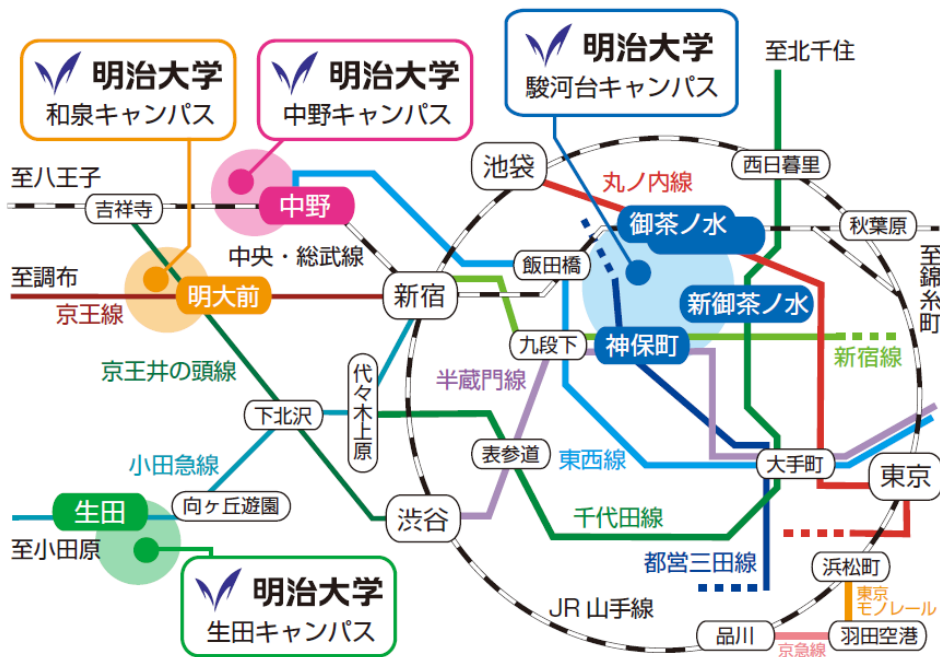 明治大学
和泉キャンパス
明治大学
中野キャンパス
明治大学
駿河台キャンパス
至北千住
池袋
丸ノ内線
西日暮里
至八王子
吉祥寺
中野
御茶ノ水
秋葉原
中央・総武線
飯田橋
至錦糸町
至調布
明大前
新宿
新御茶ノ水
京王線
九段下
神保町
新宿線
京王井の頭線
半蔵門線
代々木上原
下北沢
小田急線
表参道
東西線
大手町
東京
生田
向ヶ丘遊園
渋谷
千代田線
至小田原
都営三田線
浜松町
明治大学
生田キャンパス
JR山手線
東京
モノレール
品川
京急線
羽田空港